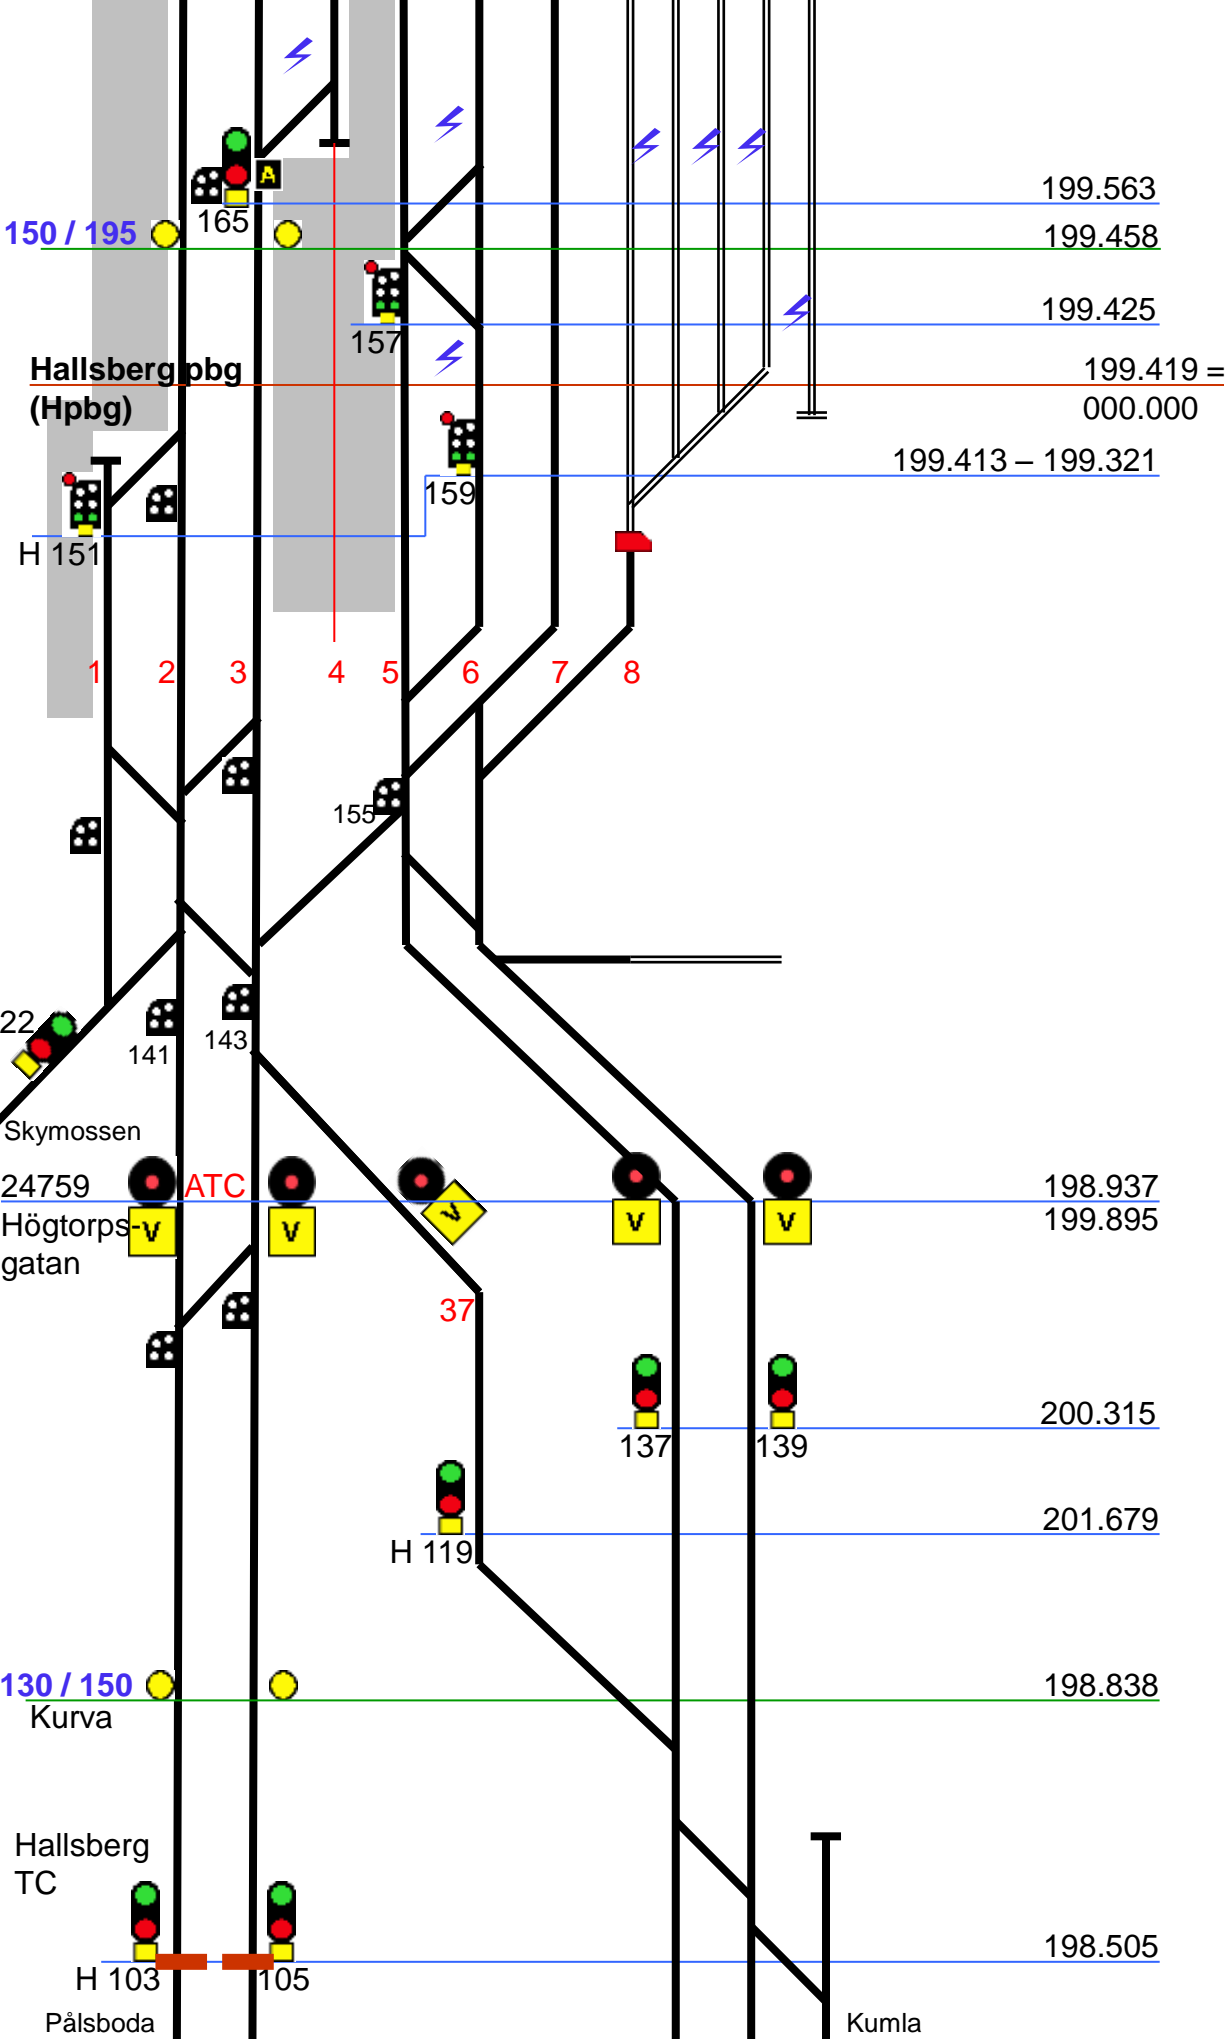 A
199.563
165
150 / 195
199.458
199.425
157
Hallsberg pbg
199.419 =
(Hpbg)
000.000
199.413 – 199.321
159
H 151
1 2 3 4 5 6 7 8
155
22
143
141
Skymossen
24759
ATC
198.937
Högtorps-
V V V V V
199.895
gatan
37
200.315
137
139
201.679
H 119
130 / 150
198.838
Kurva
Hallsberg
TC
198.505
H 103
105
Pålsboda
Kumla